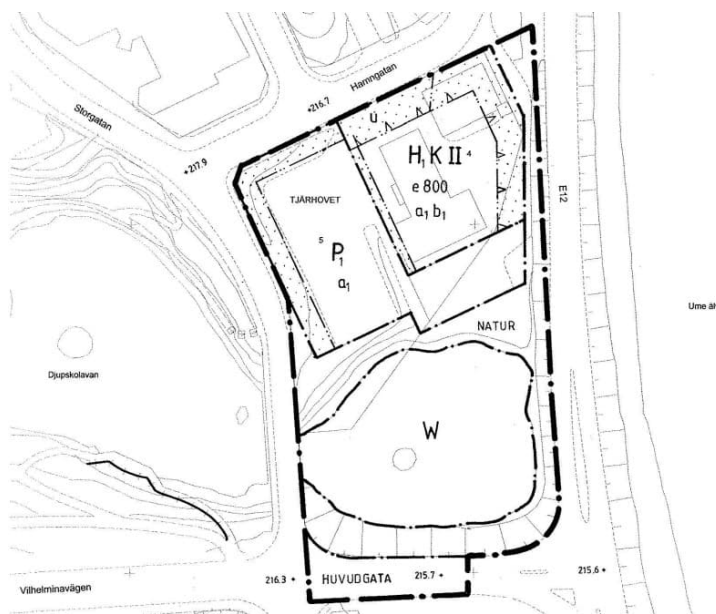 Hamngatan
+216.7
Storgatan
+217.9
u
H₁ K II ⁴
e 800
a₁ b₁
E12
TJÄRHOVET
⁵ P₁
a₁
Ume äl
NATUR
Djupskolavan
W
216.3 +
HUVUDGATA
215.7 +
215.6 +
Vilhelminavägen